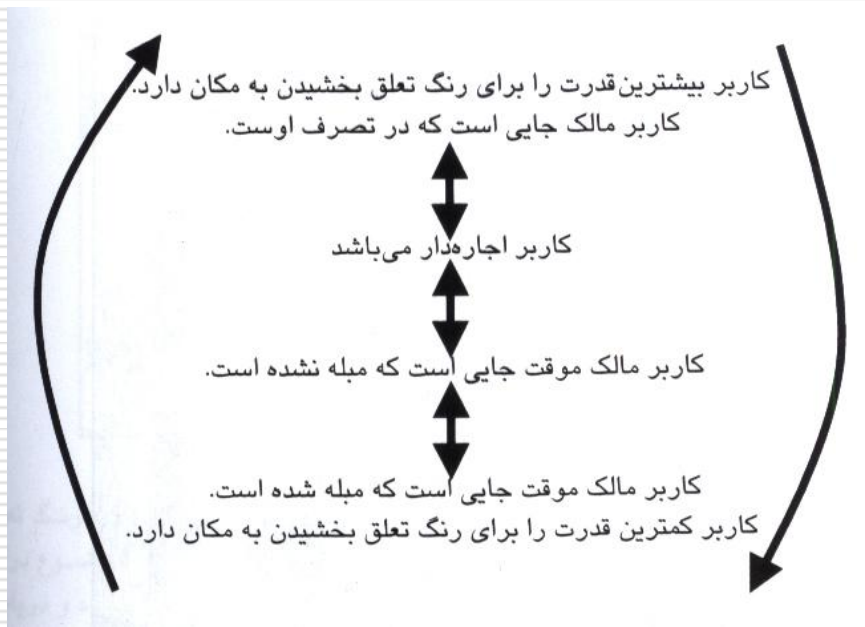 کاربر بیشترین قدرت را برای رنگ تعلق بخشیدن به مکان دارد.
کاربر مالک جایی است که در تصرف اوست.
کاربر اجاره‌دار می‌باشد
کاربر مالک موقت جایی است که مبله نشده است.
کاربر مالک موقت جایی است که مبله شده است.
کاربر کمترین قدرت را برای رنگ تعلق بخشیدن به مکان دارد.